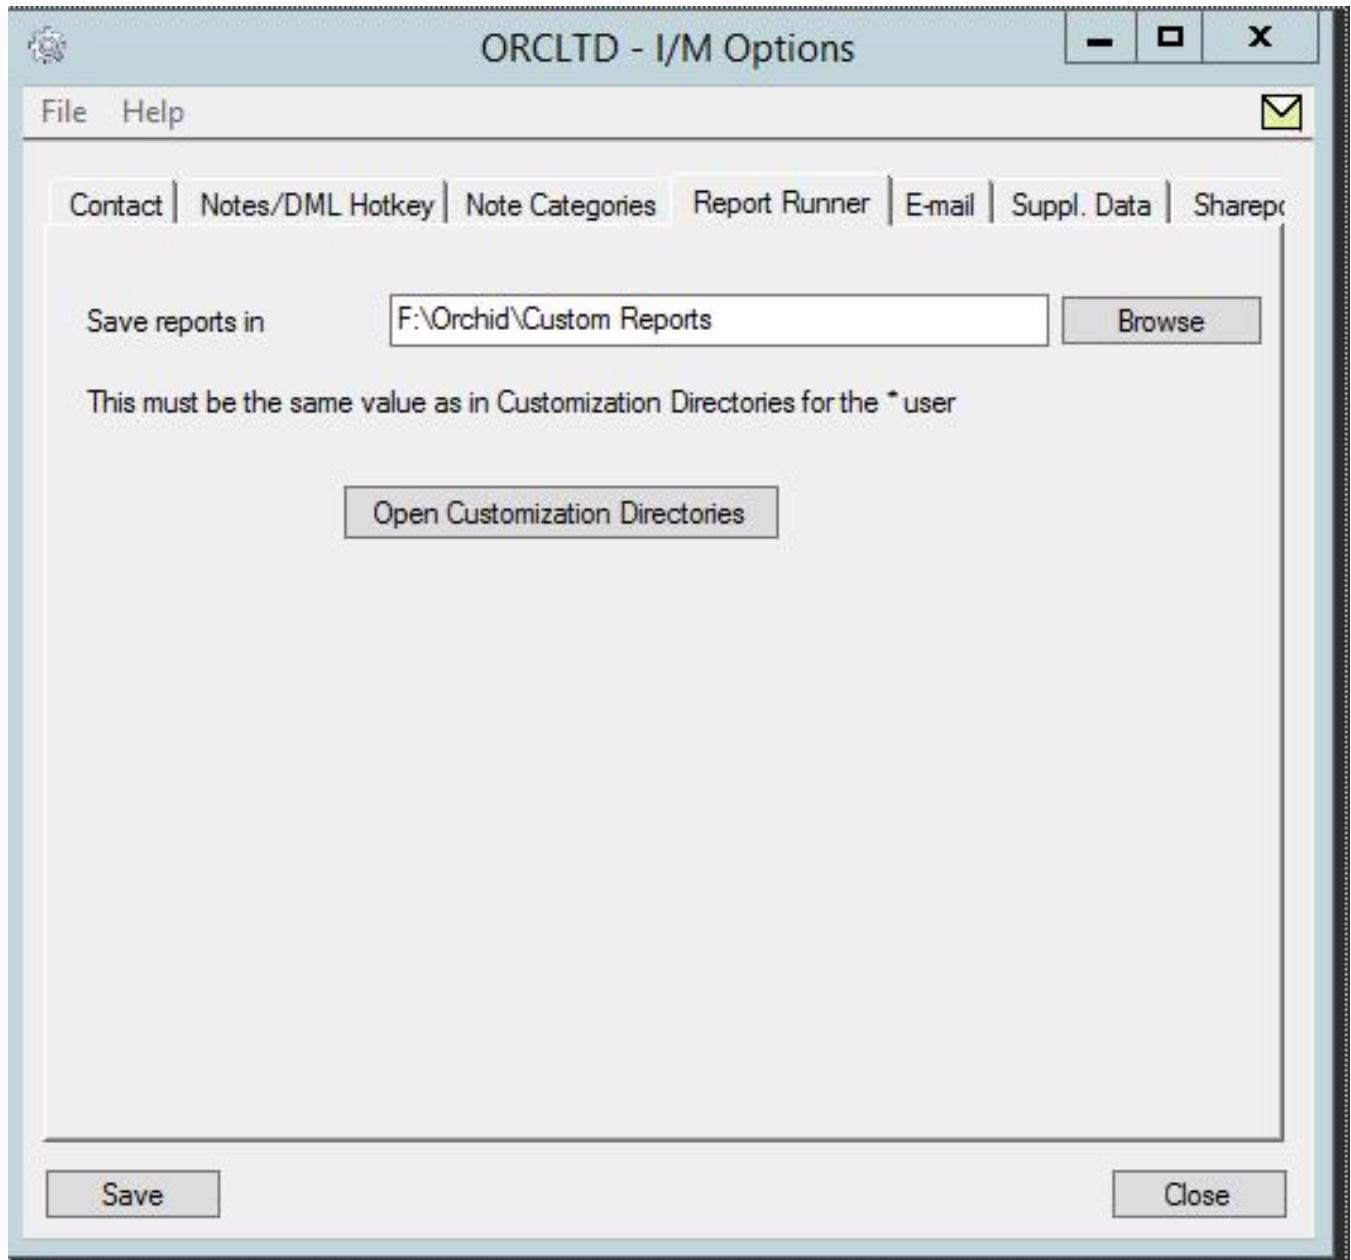 ORCLTD - I/M Options
File Help
Contact Notes/DML Hotkey Note Categories Report Runner E-mail Suppl. Data Sharepo
Save reports in F:\Orchid\Custom Reports Browse
This must be the same value as in Customization Directories for the * user
Open Customization Directories
Save Close